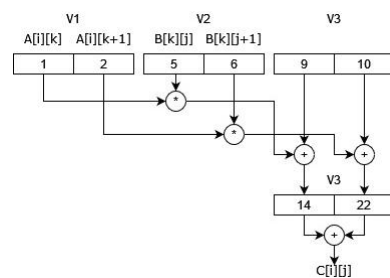 V1 V2 V3
A[i][k] A[i][k+1] B[k][j] B[k][j+1]
1 2 5 6 9 10
*
*
+ +
V3
14 22
+
C[i][j]